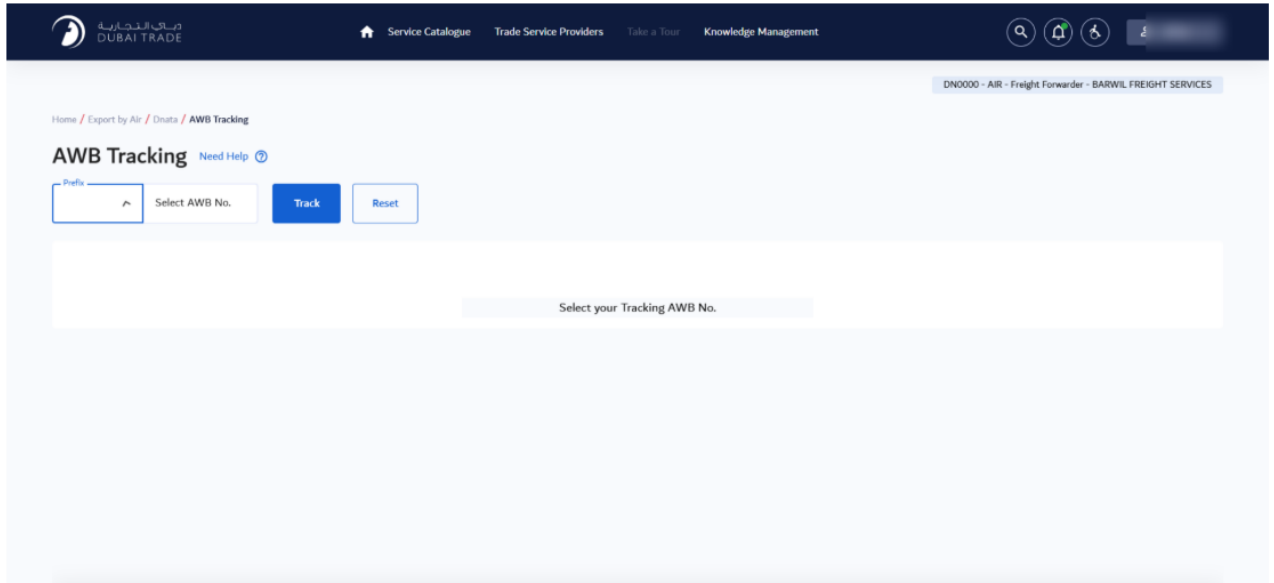 دبـــي الـتـجـاريـة
DUBAI TRADE
Service Catalogue Trade Service Providers Take a Tour Knowledge Management
DN0000 - AIR - Freight Forwarder - BARWIL FREIGHT SERVICES
Home / Export by Air / Dnata / AWB Tracking
AWB Tracking Need Help ?
Prefix
Select AWB No. Track Reset
Select your Tracking AWB No.